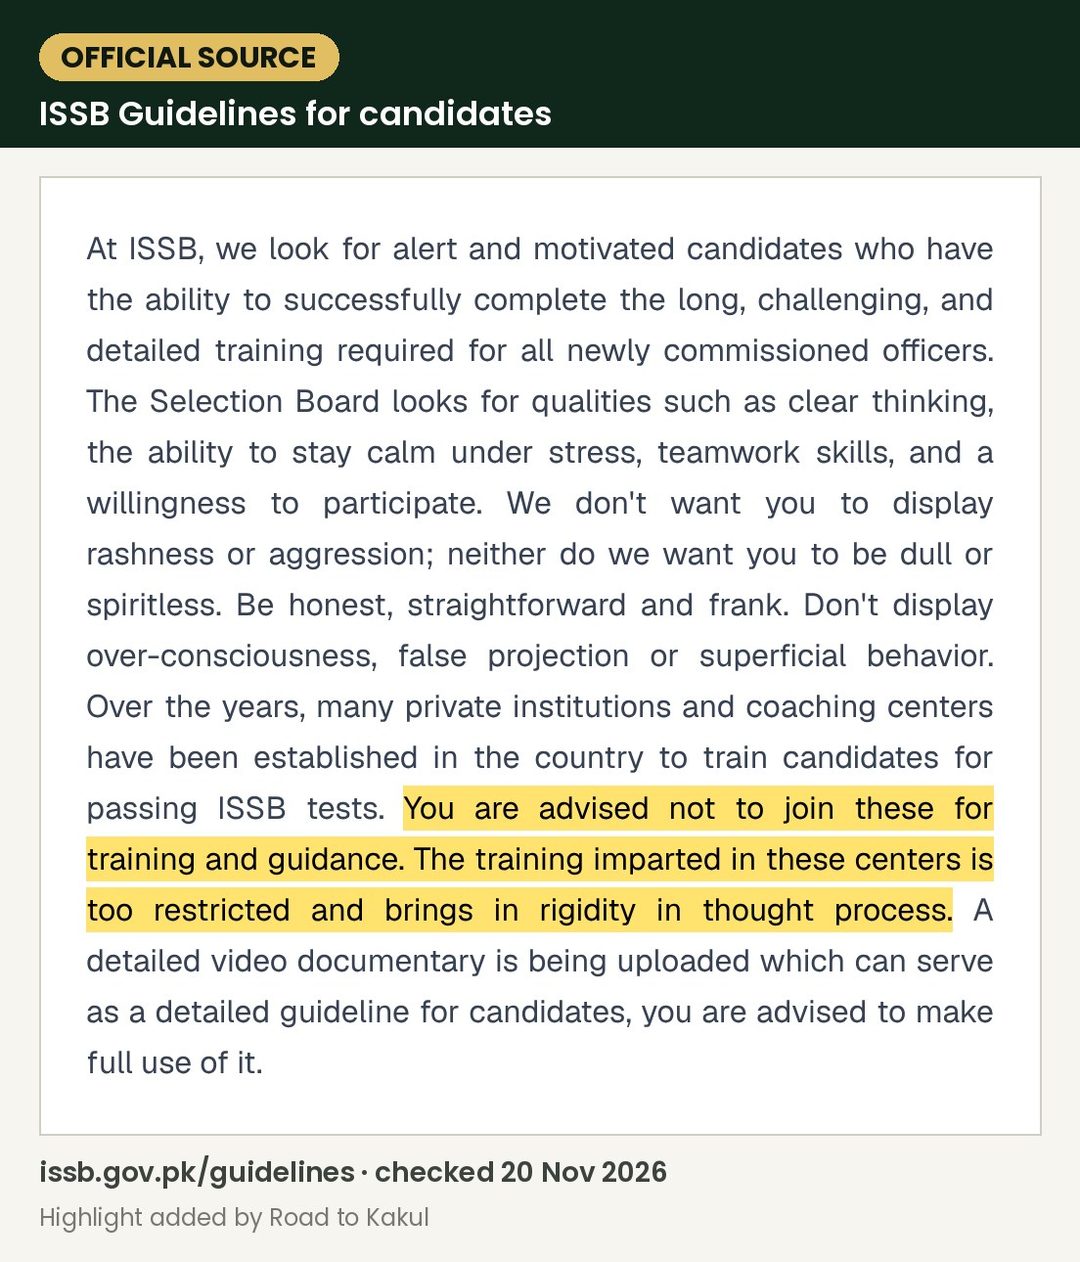 OFFICIAL SOURCE
ISSB Guidelines for candidates
At ISSB, we look for alert and motivated candidates who have
the ability to successfully complete the long, challenging, and
detailed training required for all newly commissioned officers.
The Selection Board looks for qualities such as clear thinking,
the ability to stay calm under stress, teamwork skills, and a
willingness to participate. We don't want you to display
rashness or aggression; neither do we want you to be dull or
spiritless. Be honest, straightforward and frank. Don't display
over-consciousness, false projection or superficial behavior.
Over the years, many private institutions and coaching centers
have been established in the country to train candidates for
passing ISSB tests. You are advised not to join these for
training and guidance. The training imparted in these centers is
too restricted and brings in rigidity in thought process. A
detailed video documentary is being uploaded which can serve
as a detailed guideline for candidates, you are advised to make
full use of it.
issb.gov.pk/guidelines · checked 20 Nov 2026
Highlight added by Road to Kakul